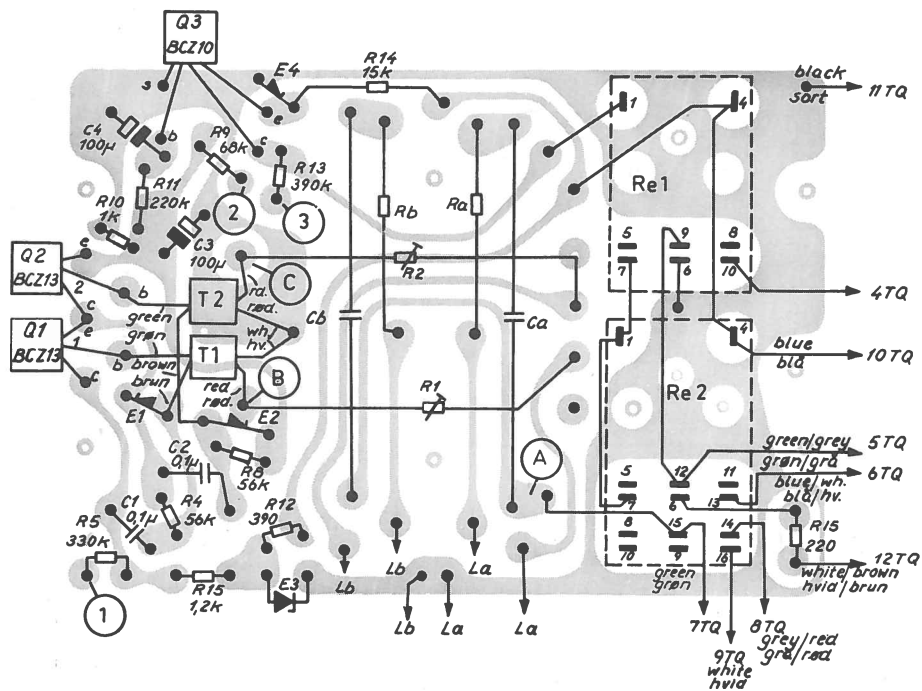 Q3
BCZ10
s
b
e
c
E4
R14
15k
C4
100µ
R9
68k
R11
220k
R10
1k
R13
390k
2
3
C3
100µ
Q2
BCZ13
e
2
c
b
green
grøn
Q1
BCZ13
e
1
c
b
brown
brun
T2
T1
rd.
rød.
wh.
hv.
red
rød.
C
B
A
R2
R1
Rb
Ra
Cb
Ca
E1
E2
C2
0,1µ
R8
56k
C1
0,1µ
R4
56k
R12
390
R5
330k
1
R15
1,2k
E3
Lb
Lb
La
Lb
La
La
Re1
1
4
5
7
9
6
8
10
Re2
1
4
5
7
12
6
11
13
8
10
15
9
14
16
black
sort
11TQ
4TQ
blue
blå
10TQ
green/grey
grøn/grå
5TQ
blue/wh.
blå/hv.
6TQ
R15
220
white/brown
hvid/brun
12TQ
green
grøn
7TQ
9TQ
white
hvid
8TQ
grey/red
grå/rød